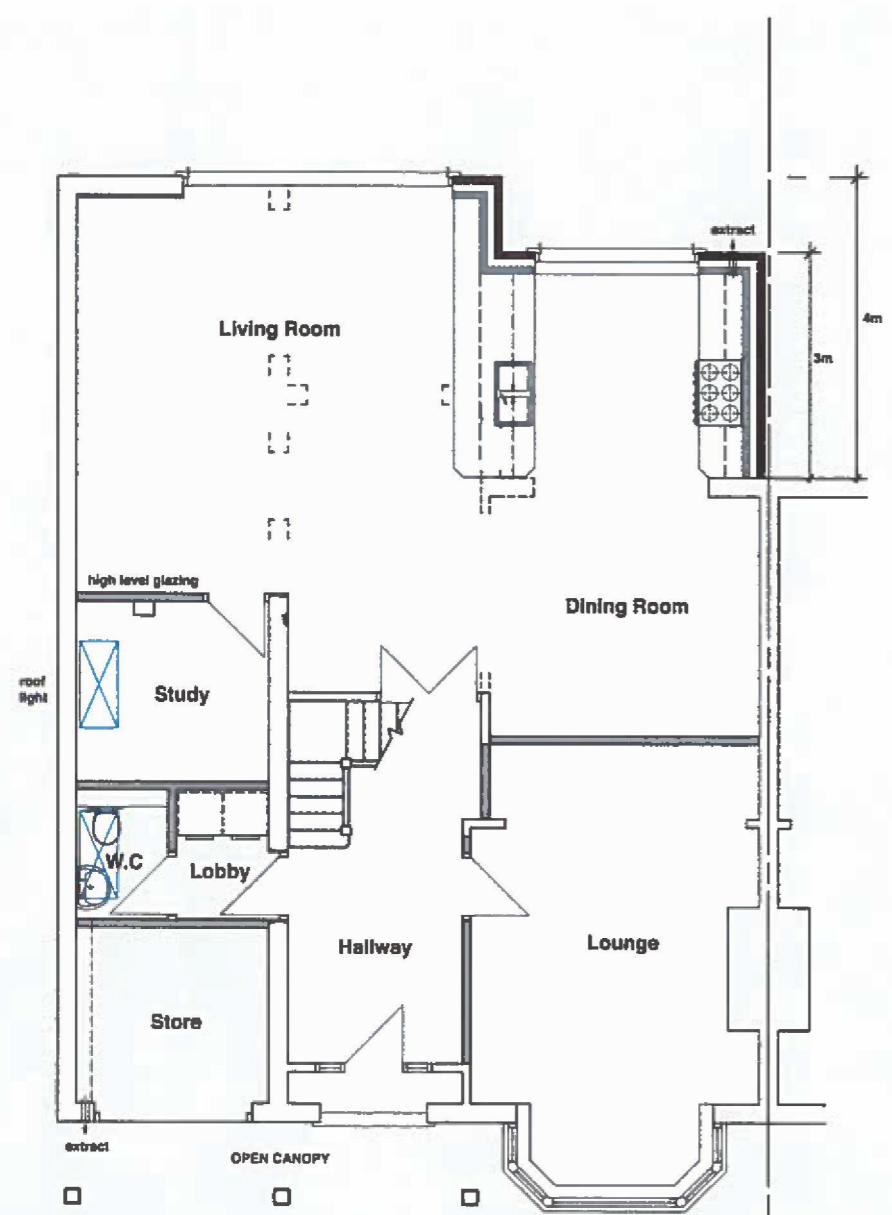 extract
4m
Living Room
3m
high level glazing
Dining Room
roof
light
Study
W.C
Lobby
Hallway
Lounge
Store
extract
OPEN CANOPY